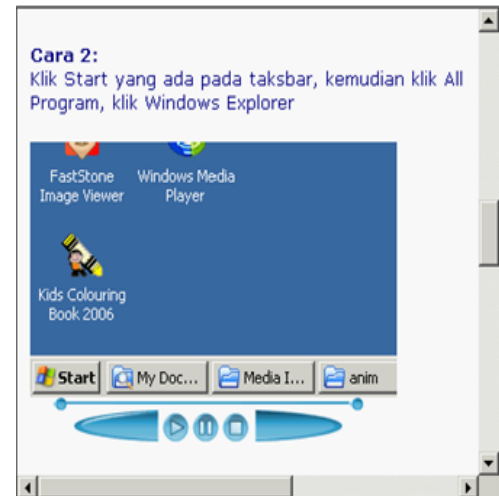 Cara 2:
Klik Start yang ada pada taksbar, kemudian klik All
Program, klik Windows Explorer
FastStone
Image Viewer
Windows Media
Player
Kids Colouring
Book 2006
Start
My Doc...
Media I...
anim